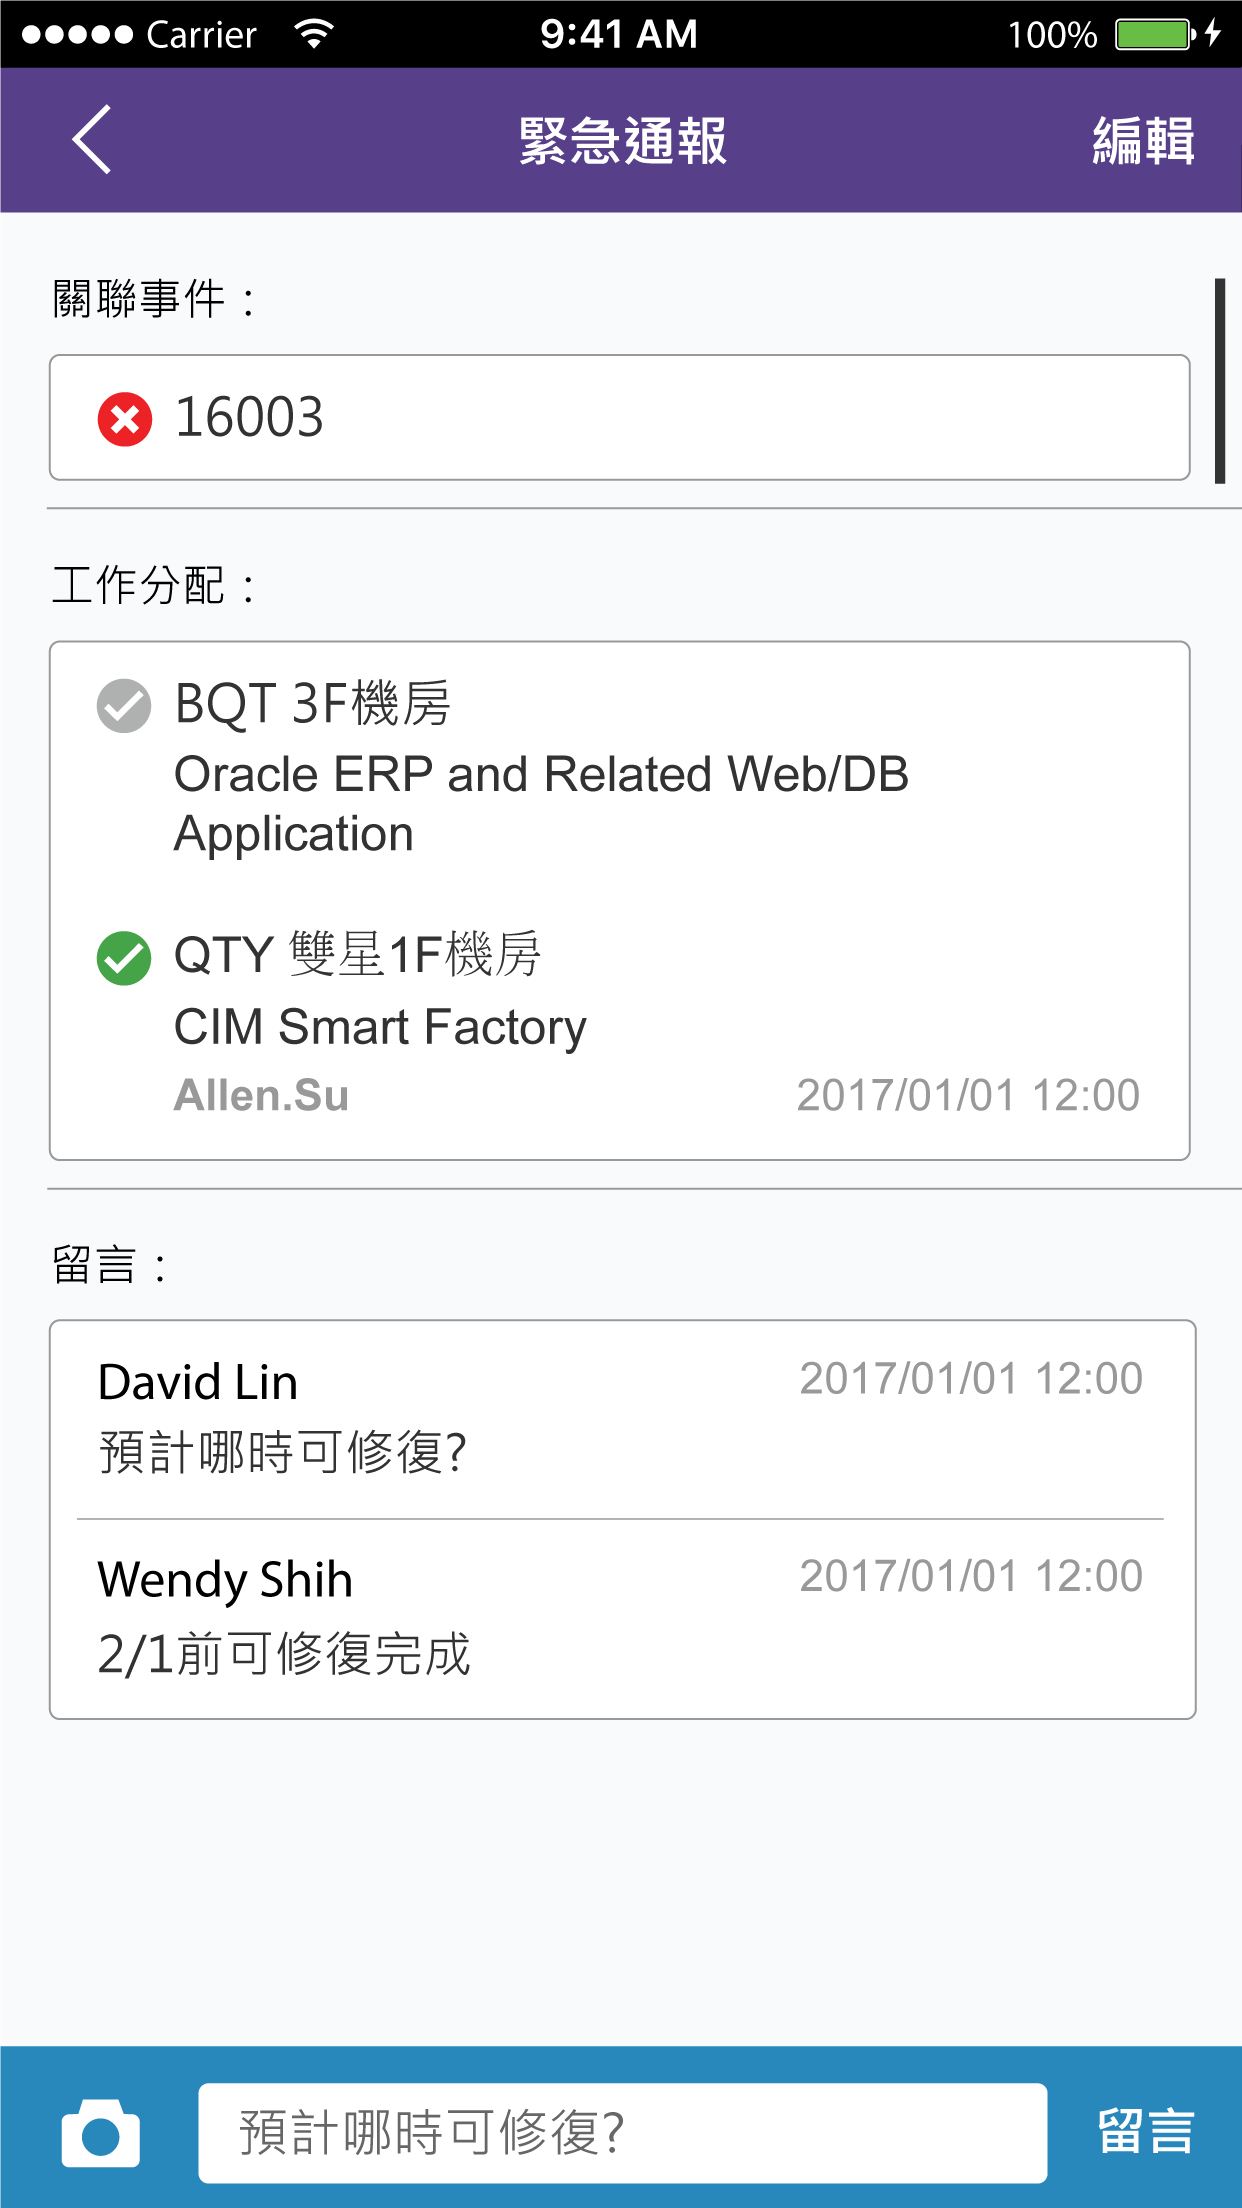 Carrier 9:41 AM 100%
緊急通報 編輯
關聯事件：
16003
工作分配：
BQT 3F機房
Oracle ERP and Related Web/DB
Application
QTY 雙星1F機房
CIM Smart Factory
Allen.Su 2017/01/01 12:00
留言：
David Lin 2017/01/01 12:00
預計哪時可修復?
Wendy Shih 2017/01/01 12:00
2/1前可修復完成
預計哪時可修復? 留言